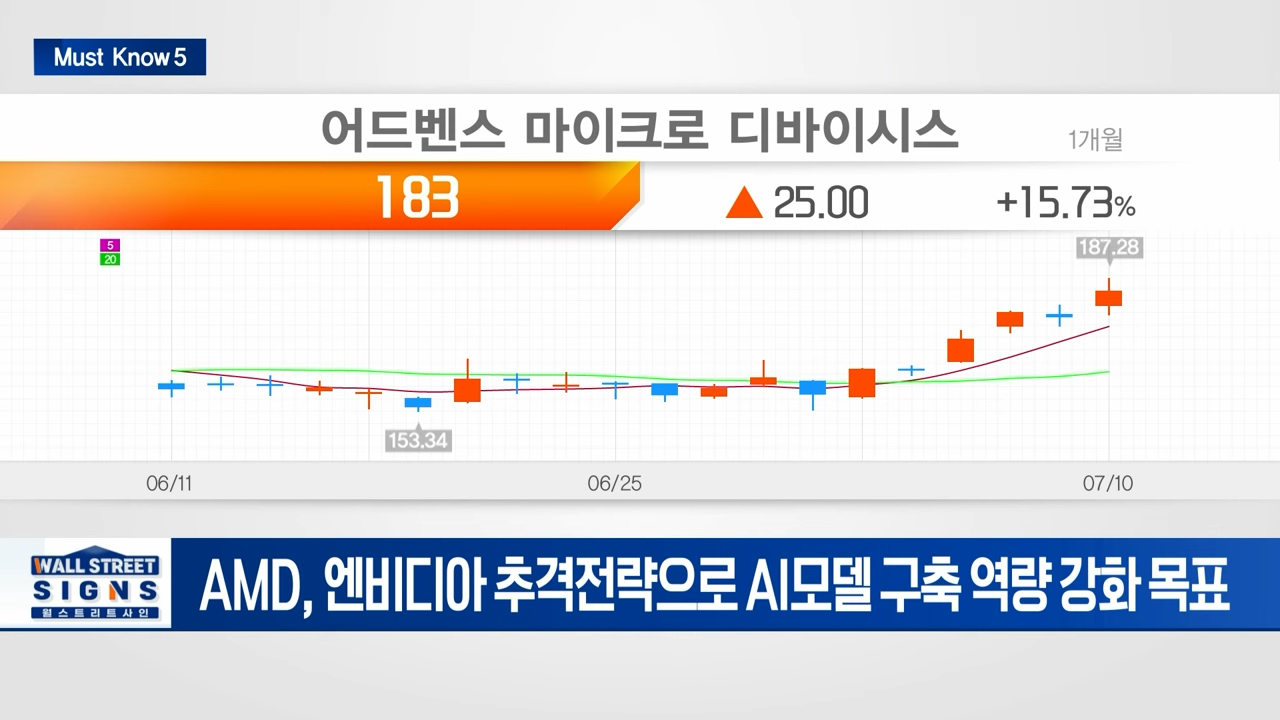 Must Know 5
어드벤스 마이크로 디바이시스
1개월
183
▲ 25.00
+15.73%
5
20
187.28
153.34
06/11
06/25
07/10
WALL STREET
SIGNS
월스트리트사인
AMD, 엔비디아 추격전략으로 AI모델 구축 역량 강화 목표